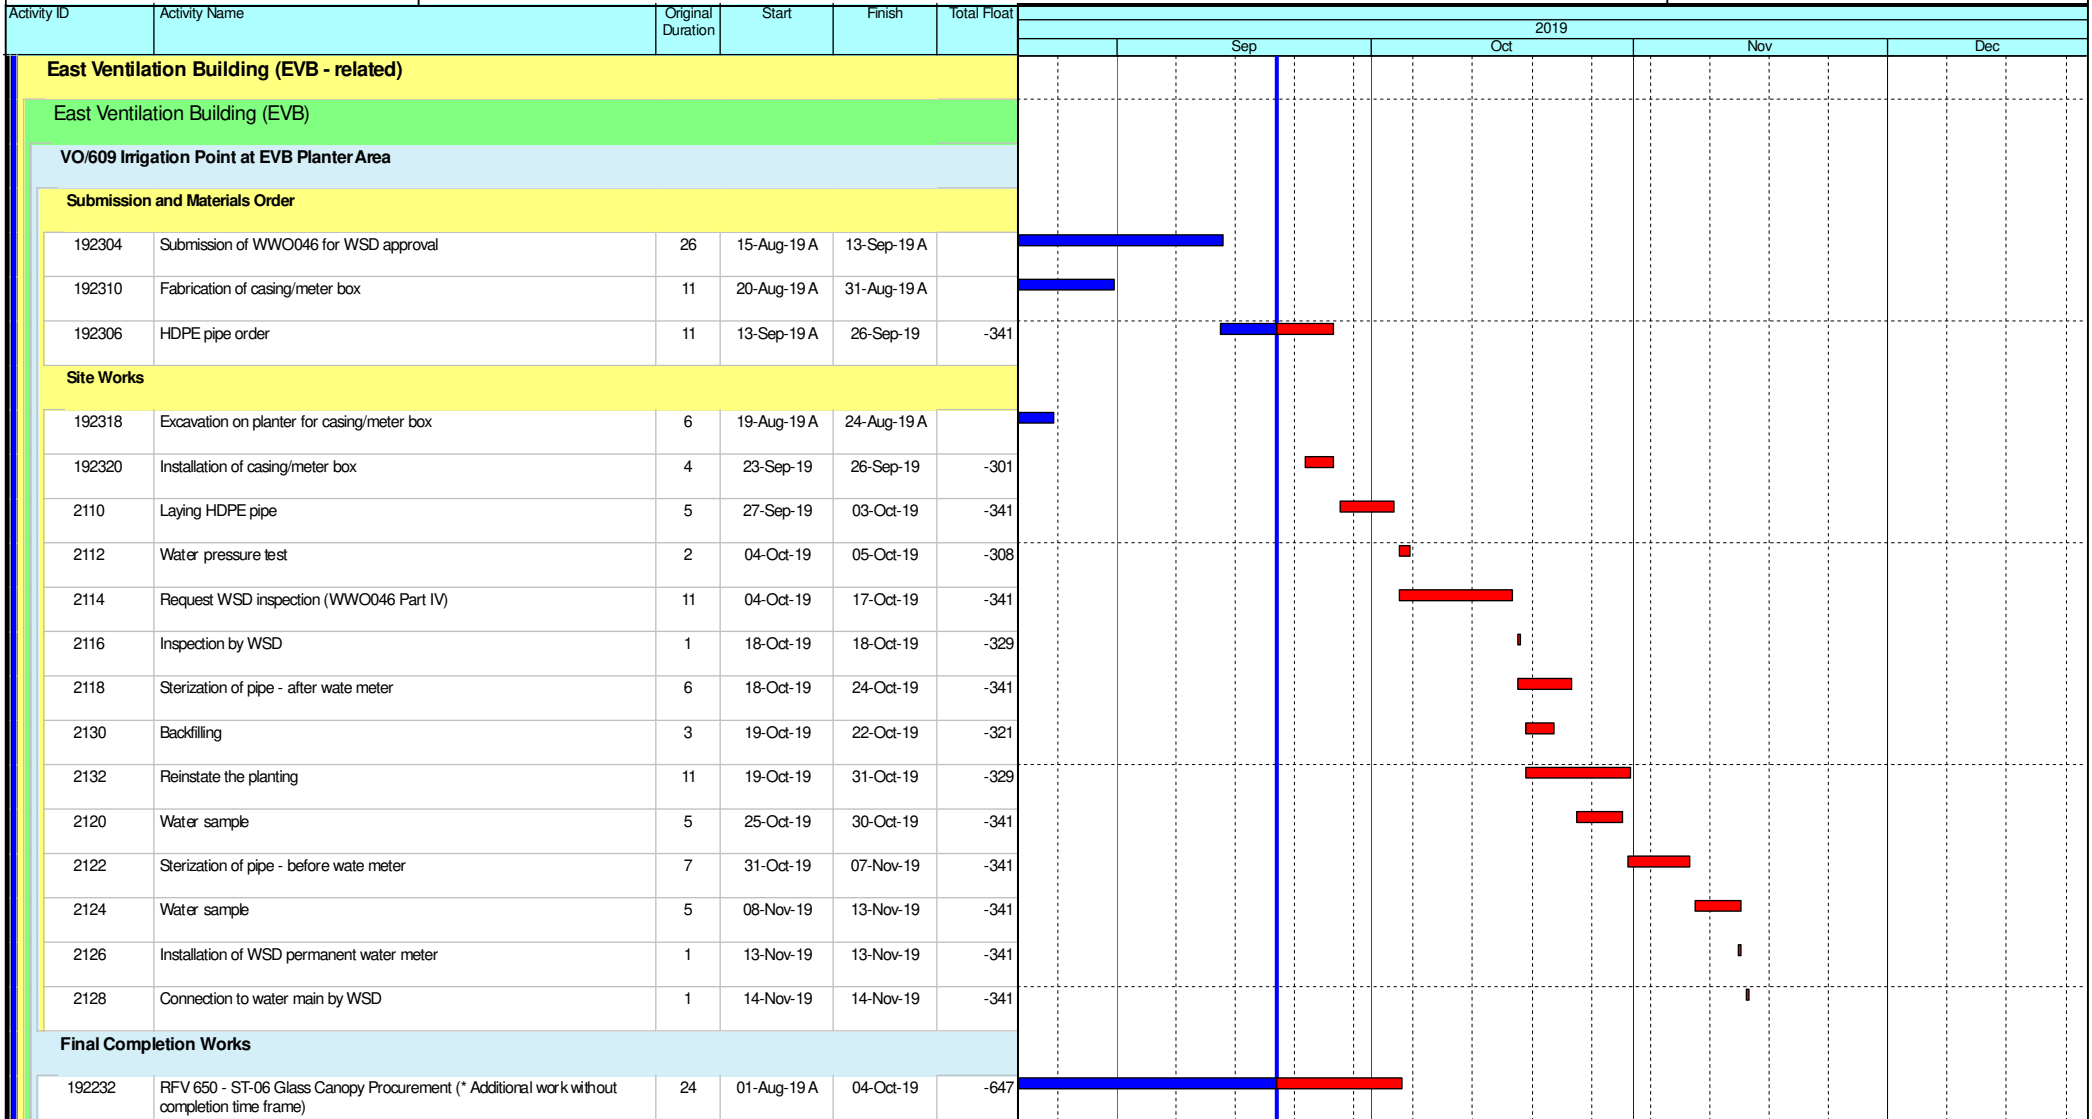 Activity ID Activity Name Original Duration Start Finish Total Float
2019
Sep Oct Nov Dec
East Ventilation Building (EVB - related)
East Ventilation Building (EVB)
VO/609 Irrigation Point at EVB Planter Area
Submission and Materials Order
192304 Submission of WWO046 for WSD approval 26 15-Aug-19 A 13-Sep-19 A
192310 Fabrication of casing/meter box 11 20-Aug-19 A 31-Aug-19 A
192306 HDPE pipe order 11 13-Sep-19 A 26-Sep-19 -341
Site Works
192318 Excavation on planter for casing/meter box 6 19-Aug-19 A 24-Aug-19 A
192320 Installation of casing/meter box 4 23-Sep-19 26-Sep-19 -301
2110 Laying HDPE pipe 5 27-Sep-19 03-Oct-19 -341
2112 Water pressure test 2 04-Oct-19 05-Oct-19 -308
2114 Request WSD inspection (WWO046 Part IV) 11 04-Oct-19 17-Oct-19 -341
2116 Inspection by WSD 1 18-Oct-19 18-Oct-19 -329
2118 Sterization of pipe - after wate meter 6 18-Oct-19 24-Oct-19 -341
2130 Backfilling 3 19-Oct-19 22-Oct-19 -321
2132 Reinstate the planting 11 19-Oct-19 31-Oct-19 -329
2120 Water sample 5 25-Oct-19 30-Oct-19 -341
2122 Sterization of pipe - before wate meter 7 31-Oct-19 07-Nov-19 -341
2124 Water sample 5 08-Nov-19 13-Nov-19 -341
2126 Installation of WSD permanent water meter 1 13-Nov-19 13-Nov-19 -341
2128 Connection to water main by WSD 1 14-Nov-19 14-Nov-19 -341
Final Completion Works
192232 RFV 650 - ST-06 Glass Canopy Procurement (* Additional work without 24 01-Aug-19 A 04-Oct-19 -647
completion time frame)